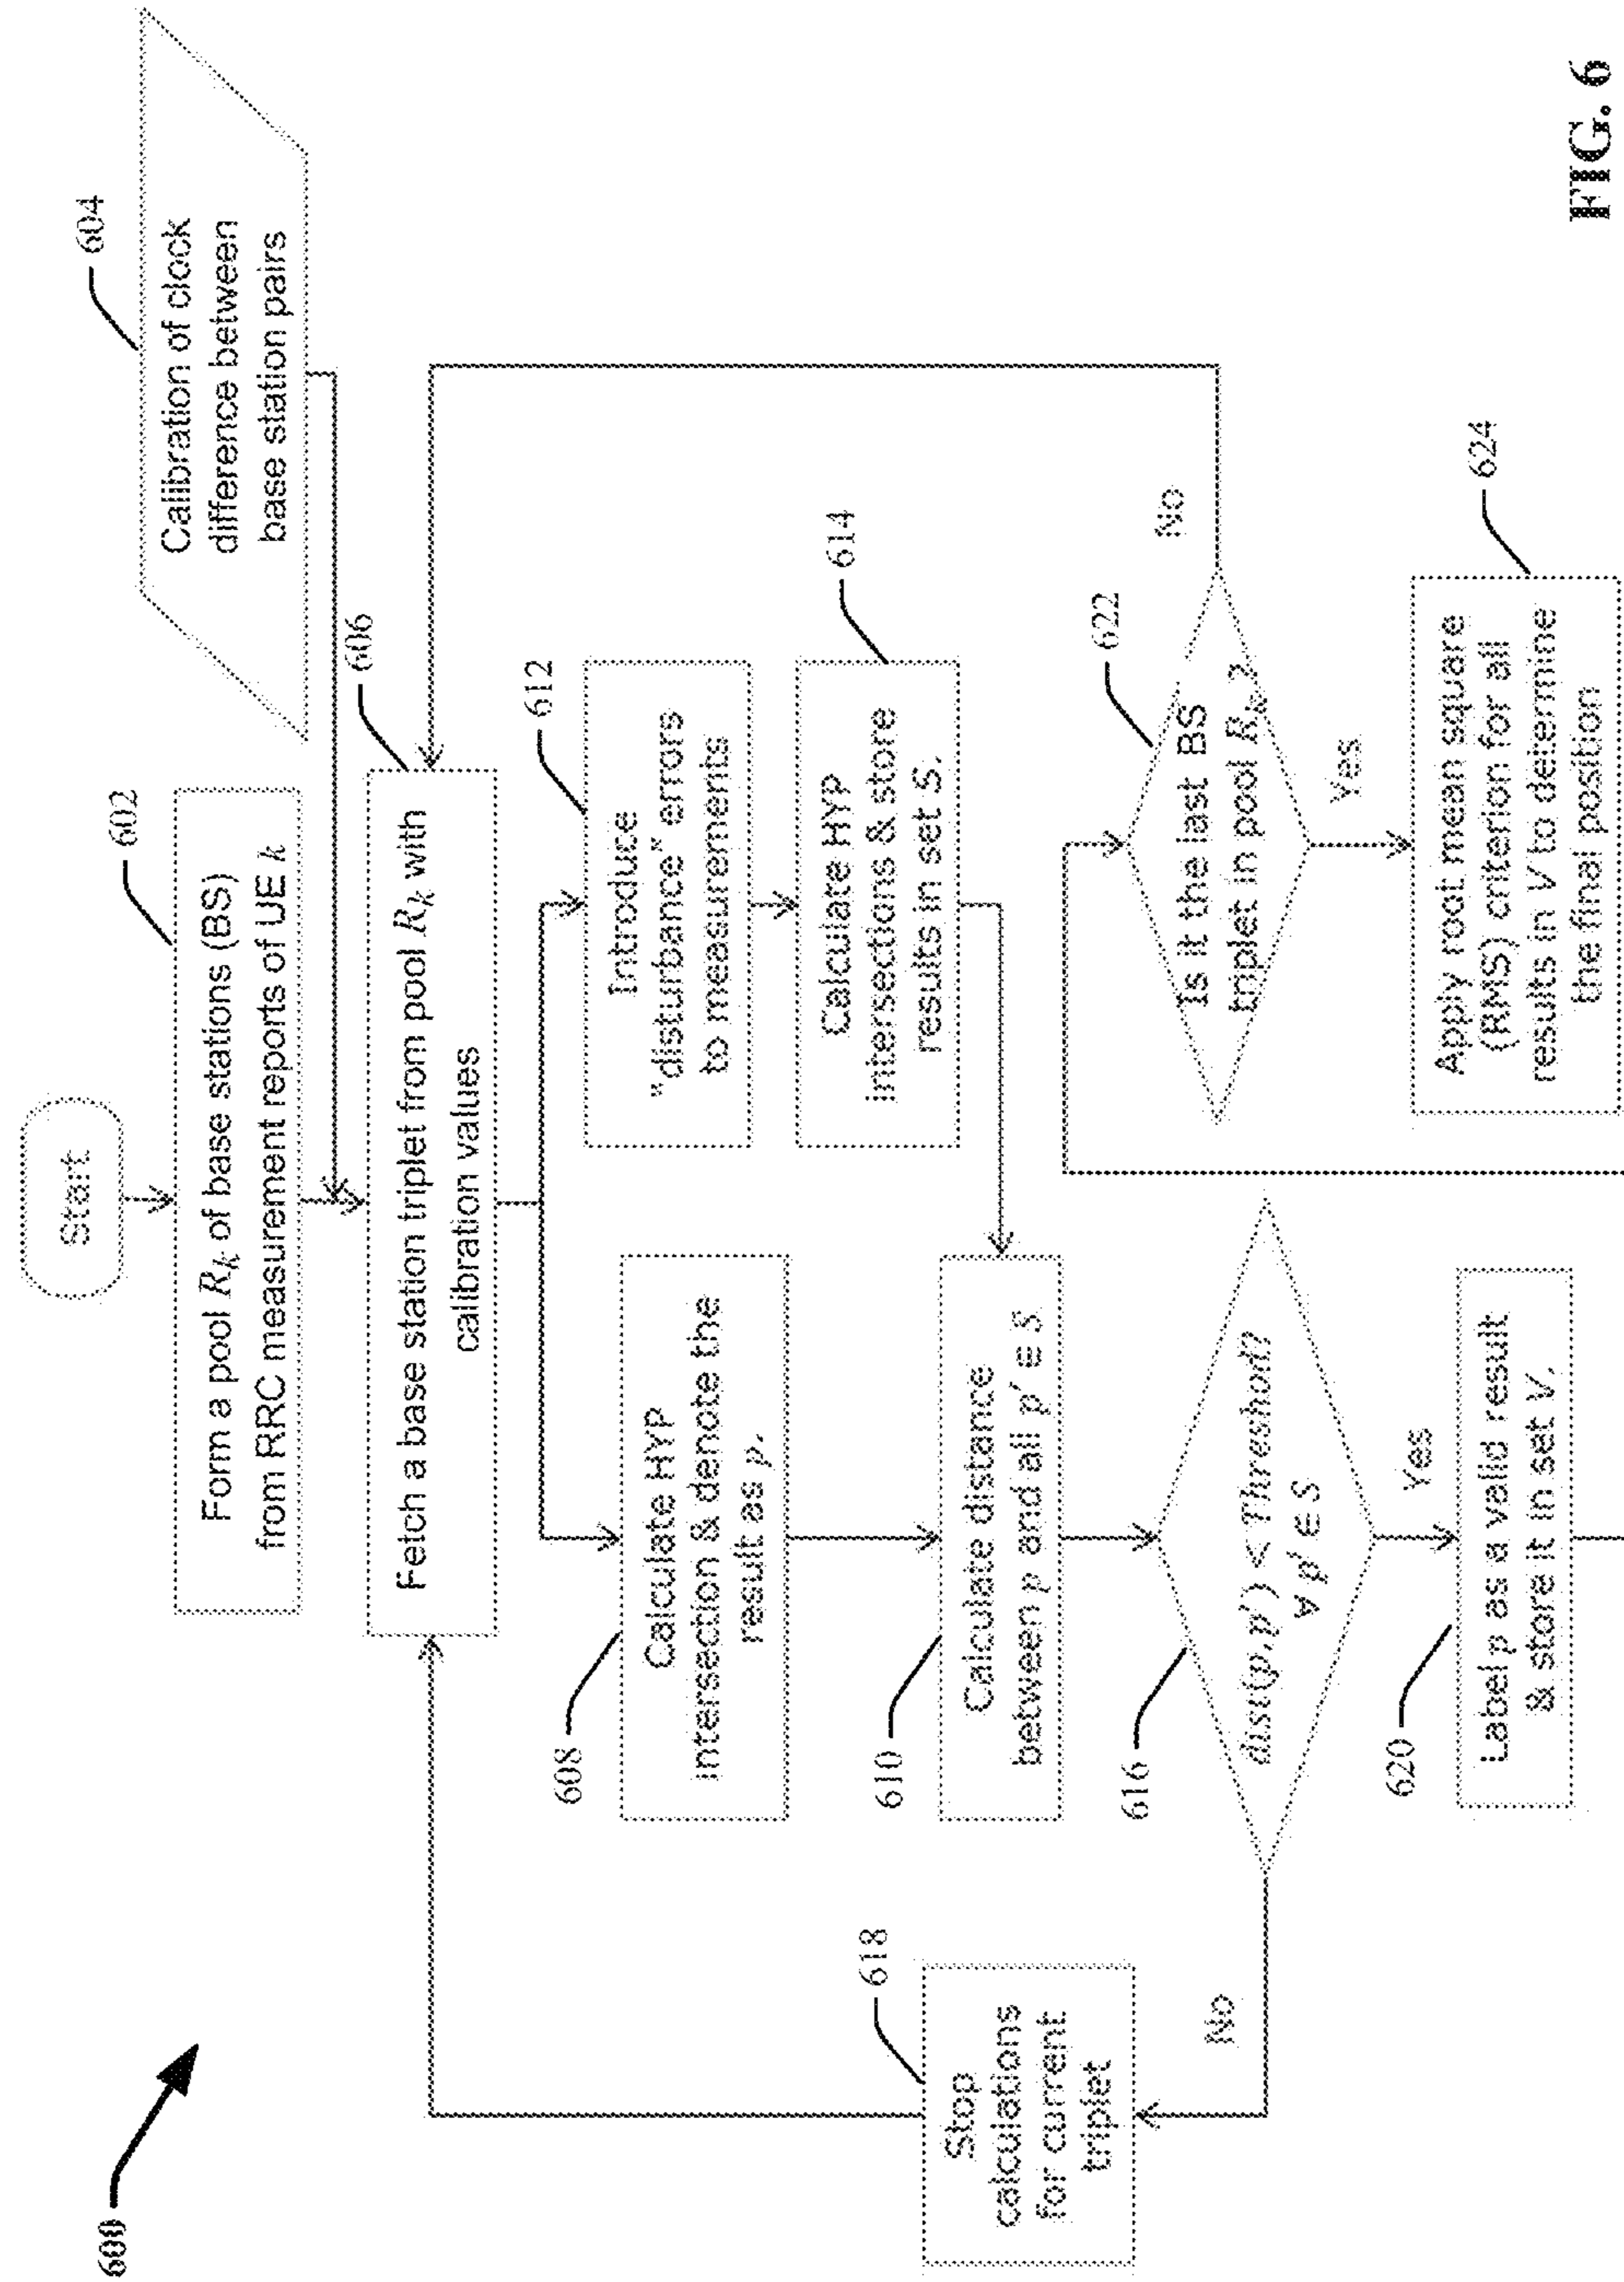 600
Start
602
Form a pool R_k of base stations (BS)
from RRC measurement reports of UE k
604
Calibration of clock
difference between
base station pairs
606
Fetch a base station triplet from pool R_k with
calibration values
608
Calculate HYP
intersection & denote the
result as p.
612
Introduce
"disturbance" errors
to measurements
614
Calculate HYP
intersections & store
results in set S.
610
Calculate distance
between p and all p' ∈ S
616
dist(p,p') < Threshold?
∀ p' ∈ S
No
618
Stop
calculations
for current
triplet
Yes
620
Label p as a valid result
& store it in set V.
622
Is it the last BS
triplet in pool R_k?
No
Yes
624
Apply root mean square
(RMS) criterion for all
results in V to determine
the final position
FIG. 6